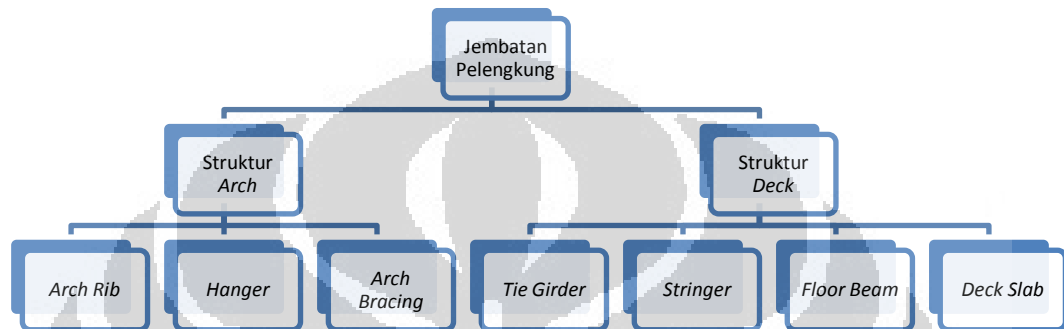 Jembatan
Pelengkung
Struktur
Arch
Struktur
Deck
Arch Rib
Hanger
Arch
Bracing
Tie Girder
Stringer
Floor Beam
Deck Slab